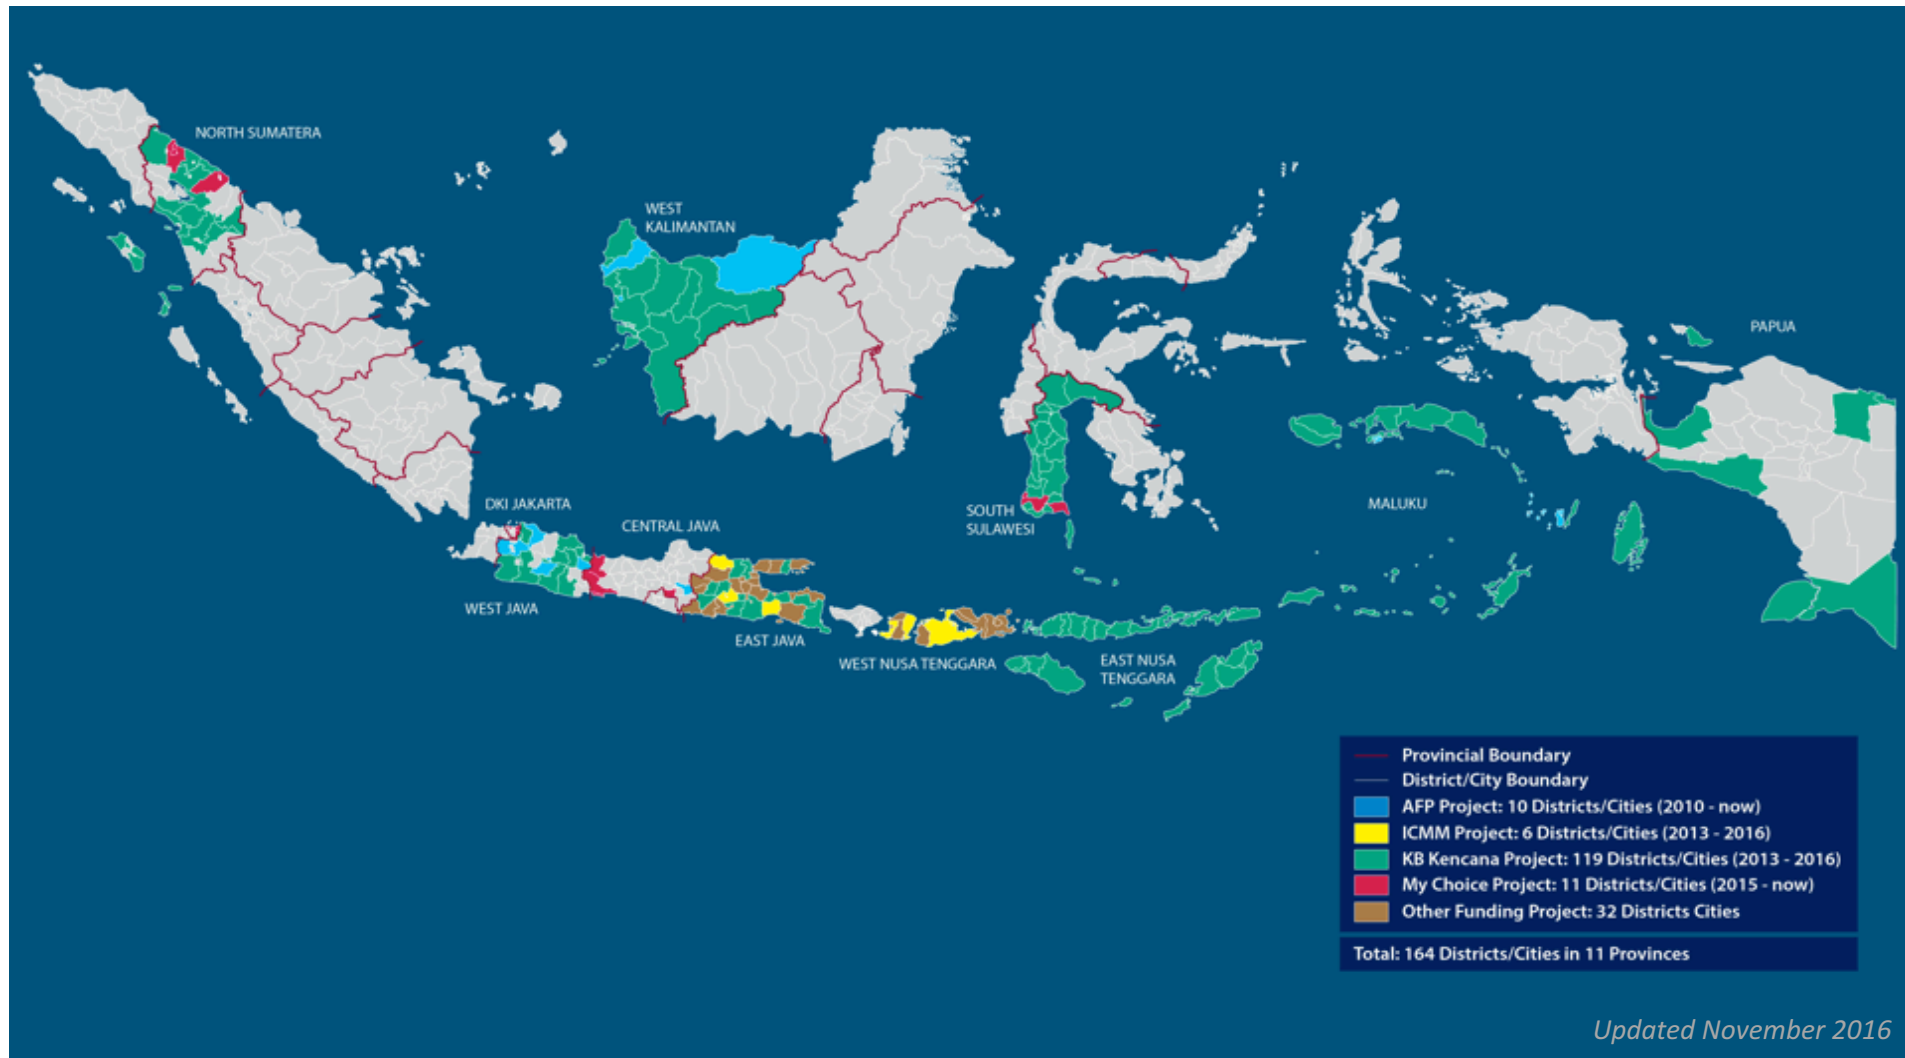 NORTH SUMATERA
WEST
KALIMANTAN
PAPUA
DKI JAKARTA
CENTRAL JAVA
SOUTH
SULAWESI
MALUKU
WEST JAVA
EAST JAVA
WEST NUSA TENGGARA
EAST NUSA
TENGGARA
Provincial Boundary
District/City Boundary
AFP Project: 10 Districts/Cities (2010 - now)
ICMM Project: 6 Districts/Cities (2013 - 2016)
KB Kencana Project: 119 Districts/Cities (2013 - 2016)
My Choice Project: 11 Districts/Cities (2015 - now)
Other Funding Project: 32 Districts Cities
Total: 164 Districts/Cities in 11 Provinces
Updated November 2016